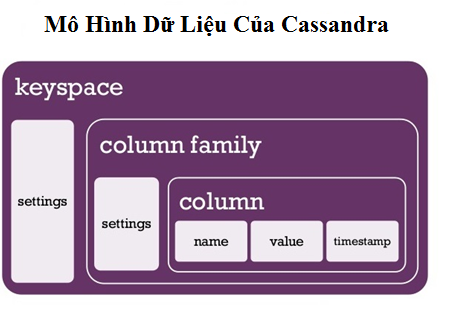 Mô Hình Dữ Liệu Của Cassandra
keyspace
settings
column family
settings
column
name
value
timestamp